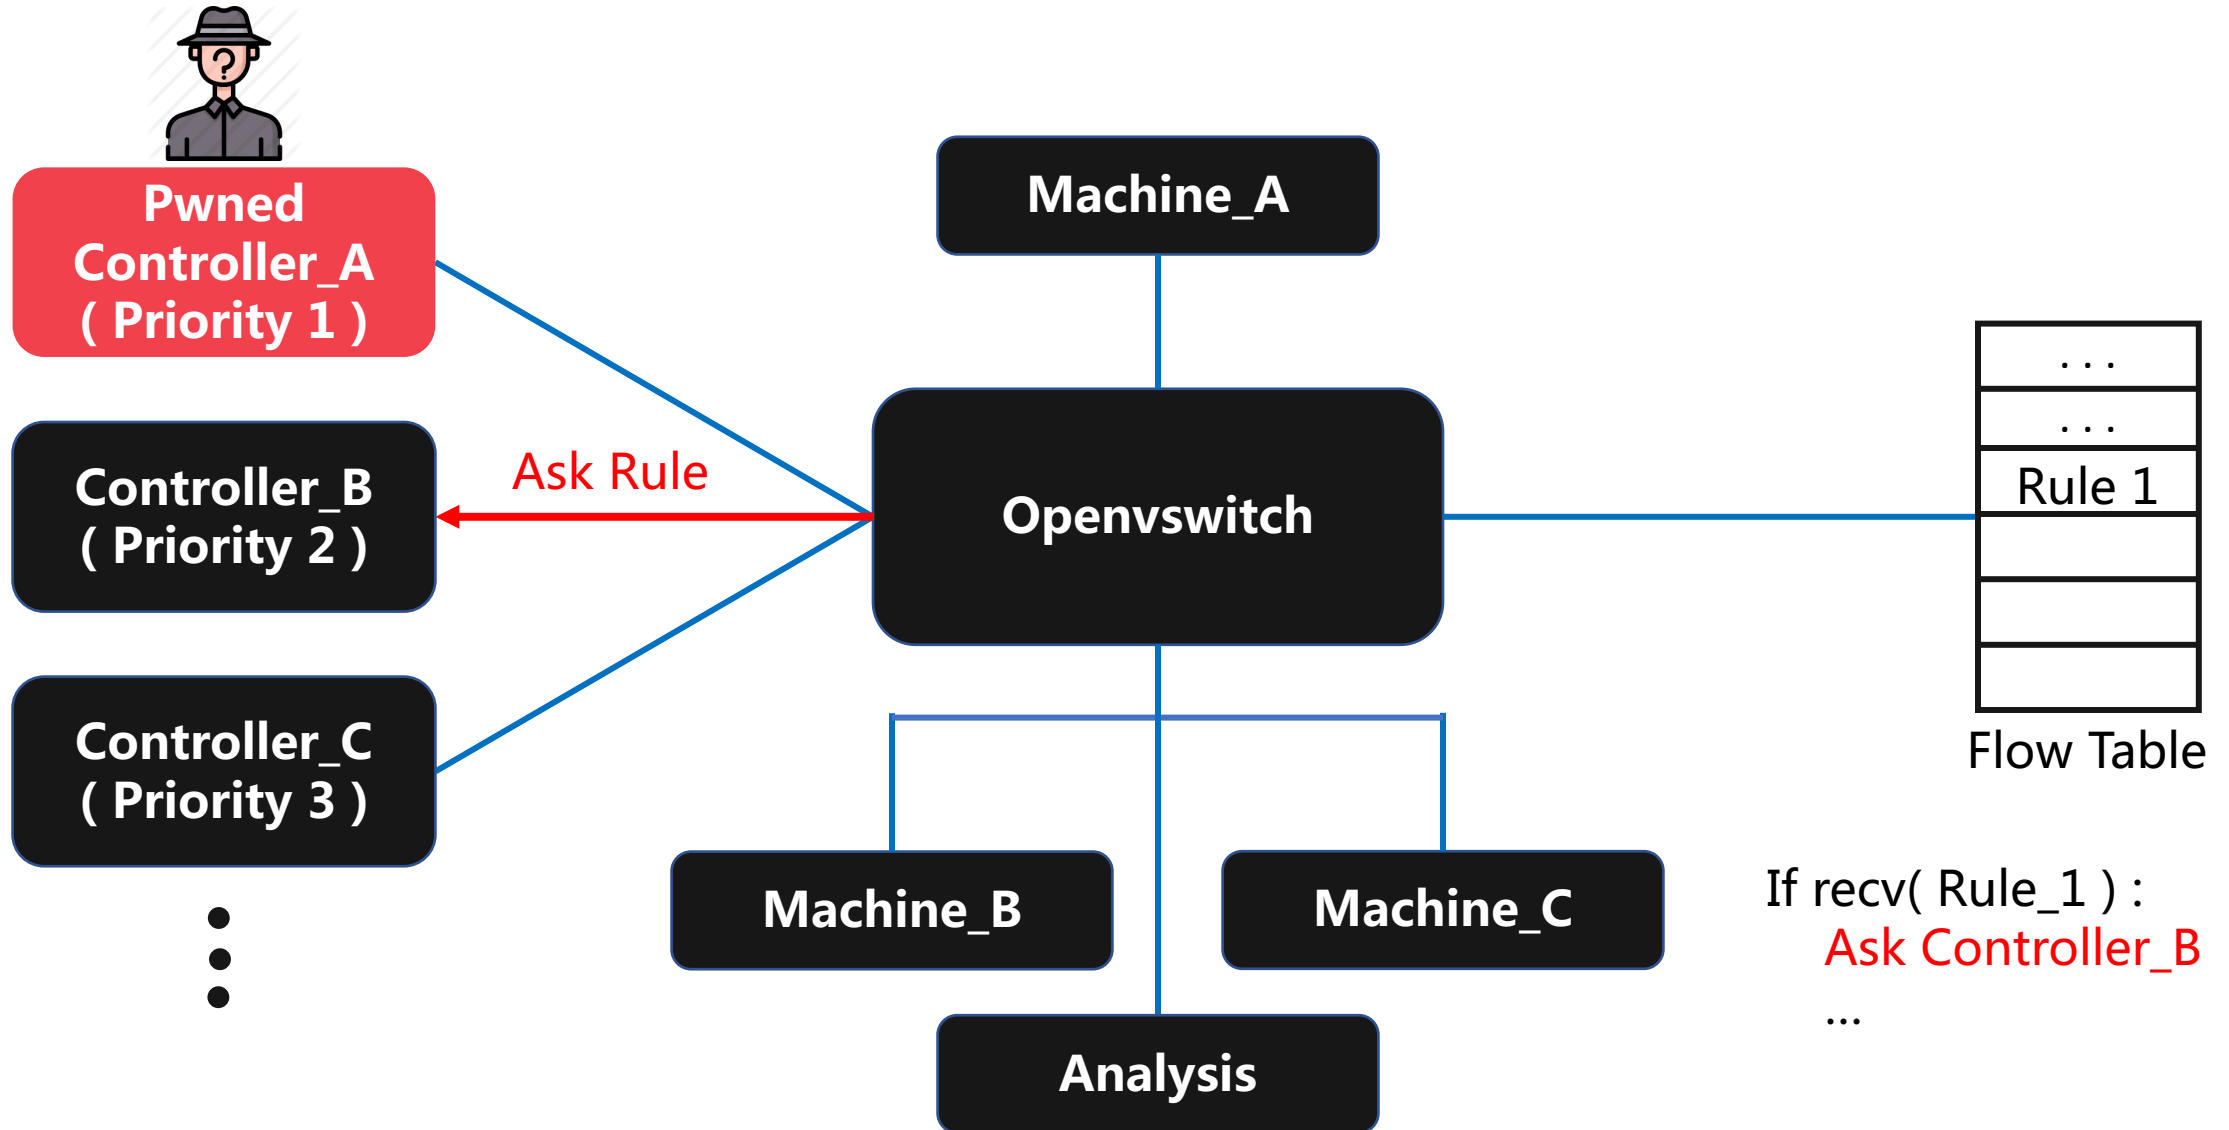 ?
Pwned
Controller_A
( Priority 1 )
Machine_A
Controller_B
( Priority 2 )
Ask Rule
Openvswitch
. . .
. . .
Rule 1
Flow Table
Controller_C
( Priority 3 )
Machine_B
Machine_C
If recv( Rule_1 ) :
Ask Controller_B
...
Analysis